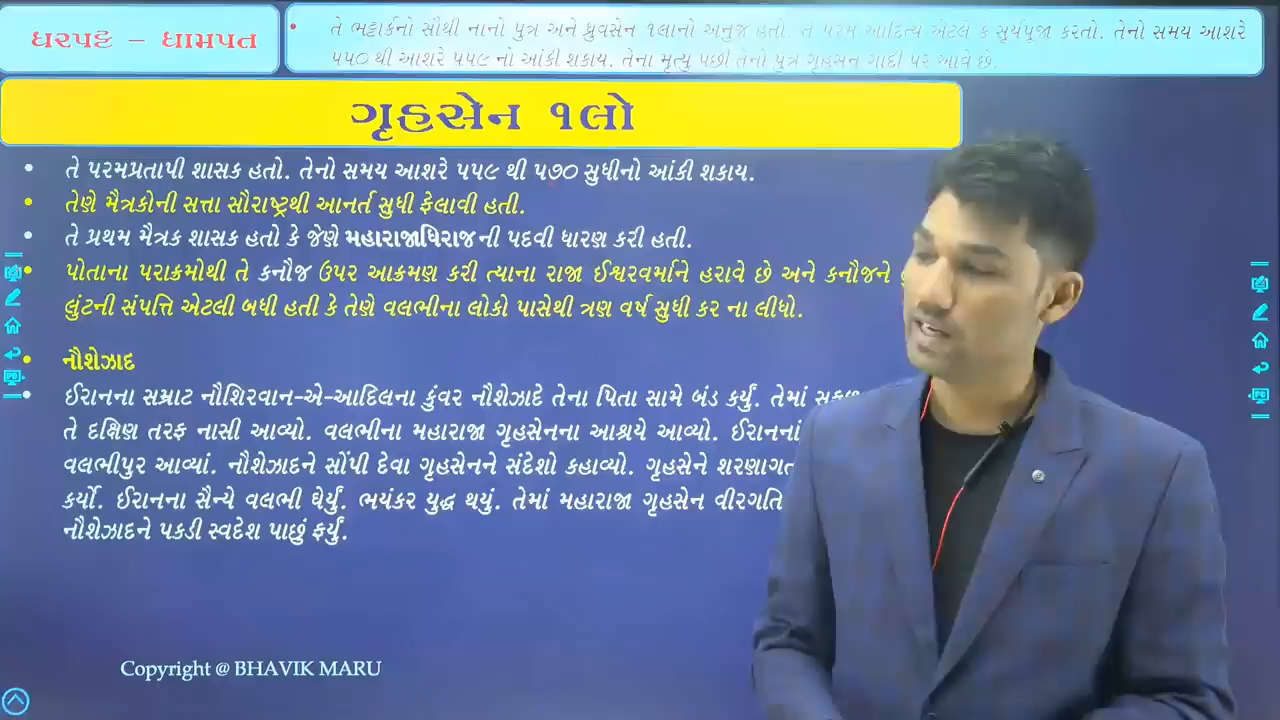 ધરપટ્ટ – ધામપત
• તે ભટ્ટાર્કનો સૌથી નાનો પુત્ર અને ધ્રુવસેન ૧લાનો અનુજ હતો. તે પરમ આદિત્ય એટલે કે સુર્યપૂજા કરતો. તેનો સમય આશરે
૫૫૦ થી આશરે ૫૫૯ નો આંકી શકાય. તેના મૃત્યુ પછી તેનો પુત્ર ગૃહસેન ગાદી પર આવે છે.
ગૃહસેન ૧લો
• તે પરમપ્રતાપી શાસક હતો. તેનો સમય આશરે ૫૫૯ થી ૫૭૦ સુધીનો આંકી શકાય.
• તેણે મૈત્રકોની સત્તા સૌરાષ્ટ્રથી આનર્ત સુધી ફેલાવી હતી.
• તે પ્રથમ મૈત્રક શાસક હતો કે જેણે મહારાજાધિરાજની પદવી ધારણ કરી હતી.
• પોતાના પરાક્રમોથી તે કનૌજ ઉપર આક્રમણ કરી ત્યાના રાજા ઈશ્વરવર્માને હરાવે છે અને કનૌજને
લુંટની સંપત્તિ એટલી બધી હતી કે તેણે વલભીના લોકો પાસેથી ત્રણ વર્ષ સુધી કર ના લીધો.
• નૌશેઝાદ
• ઈરાનના સમ્રાટ નૌશિરવાન-એ-આદિલના કુંવર નૌશેઝાદે તેના પિતા સામે બંડ કર્યું. તેમાં
તે દક્ષિણ તરફ નાસી આવ્યો. વલભીના મહારાજા ગૃહસેનના આશ્રયે આવ્યો. ઈરાનનાં
વલભીપુર આવ્યાં. નૌશેઝાદને સોંપી દેવા ગૃહસેનને સંદેશો કહાવ્યો. ગૃહસેને શરણાગત
કર્યો. ઈરાનના સૈન્યે વલભી ઘેર્યું. ભયંકર યુદ્ધ થયું. તેમાં મહારાજા ગૃહસેન વીરગતિ
નૌશેઝાદને પકડી સ્વદેશ પાછું ફર્યું.
Copyright @ BHAVIK MARU